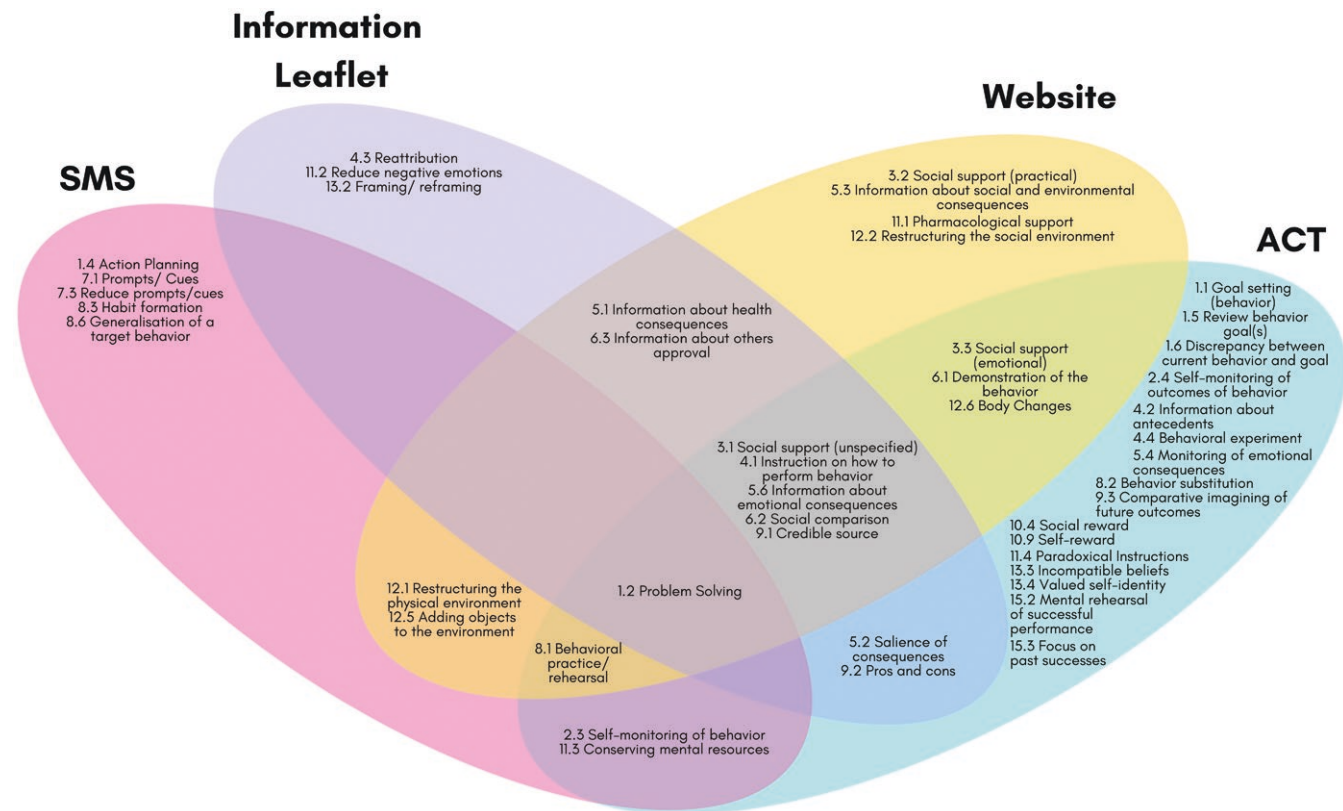 Information
Leaflet
Website
SMS
ACT
4.3 Reattribution
11.2 Reduce negative emotions
13.2 Framing/ reframing
3.2 Social support (practical)
5.3 Information about social and environmental
consequences
11.1 Pharmacological support
12.2 Restructuring the social environment
1.4 Action Planning
7.1 Prompts/ Cues
7.3 Reduce prompts/cues
8.3 Habit formation
8.6 Generalisation of a
target behavior
5.1 Information about health
consequences
6.3 Information about others
approval
3.3 Social support
(emotional)
6.1 Demonstration of the
behavior
12.6 Body Changes
1.1 Goal setting
(behavior)
1.5 Review behavior
goal(s)
1.6 Discrepancy between
current behavior and goal
2.4 Self-monitoring of
outcomes of behavior
4.2 Information about
antecedents
4.4 Behavioral experiment
5.4 Monitoring of emotional
consequences
8.2 Behavior substitution
9.3 Comparative imagining of
future outcomes
10.4 Social reward
10.9 Self-reward
11.4 Paradoxical Instructions
13.3 Incompatible beliefs
13.4 Valued self-identity
15.2 Mental rehearsal
of successful
performance
15.3 Focus on
past successes
3.1 Social support (unspecified)
4.1 Instruction on how to
perform behavior
5.6 Information about
emotional consequences
6.2 Social comparison
9.1 Credible source
12.1 Restructuring the
physical environment
12.5 Adding objects
to the environment
1.2 Problem Solving
8.1 Behavioral
practice/
rehearsal
5.2 Salience of
consequences
9.2 Pros and cons
2.3 Self-monitoring of behavior
11.3 Conserving mental resources